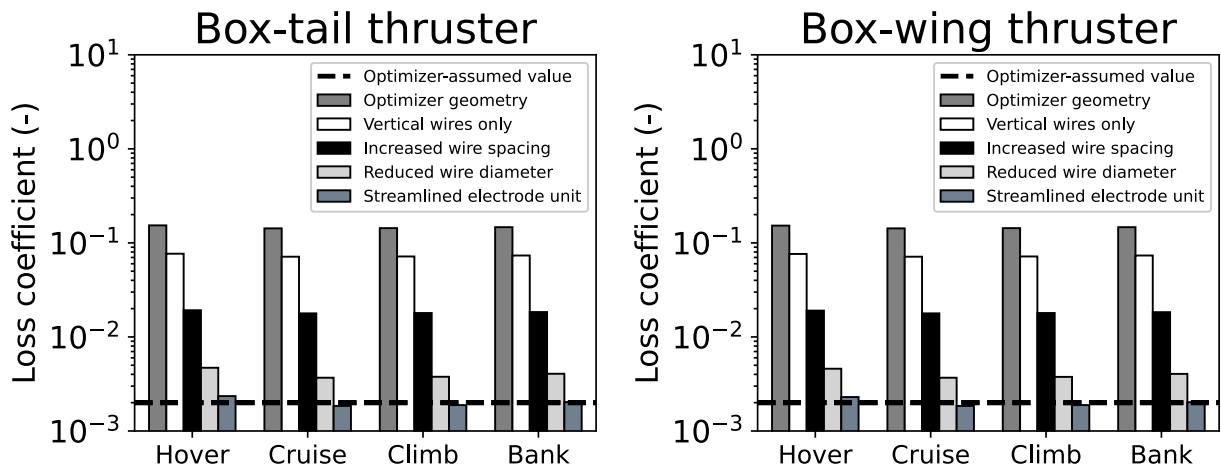 Box-tail thruster
Loss coefficient (-)
10^1
10^0
10^-1
10^-2
10^-3
Optimizer-assumed value
Optimizer geometry
Vertical wires only
Increased wire spacing
Reduced wire diameter
Streamlined electrode unit
Hover Cruise Climb Bank
Box-wing thruster
Loss coefficient (-)
10^1
10^0
10^-1
10^-2
10^-3
Optimizer-assumed value
Optimizer geometry
Vertical wires only
Increased wire spacing
Reduced wire diameter
Streamlined electrode unit
Hover Cruise Climb Bank